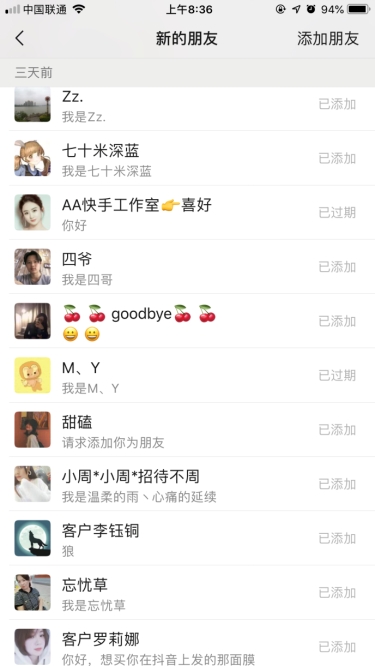 中国联通 上午8:36 94%
新的朋友 添加朋友
三天前
Zz. 已添加
我是Zz.
七十米深蓝 已添加
我是七十米深蓝
AA快手工作室👉喜好 已过期
你好
四爷 已添加
我是四哥
🍒 🍒 goodbye🍒 🍒 已添加
😀 😀
M、Y 已过期
我是M、Y
甜磕 已添加
请求添加你为朋友
小周*小周*招待不周 已添加
我是温柔的雨丶心痛的延续
客户李钰铜 已添加
狼
忘忧草 已添加
我是忘忧草
客户罗莉娜 已添加
你好，想买你在抖音上发的那面膜